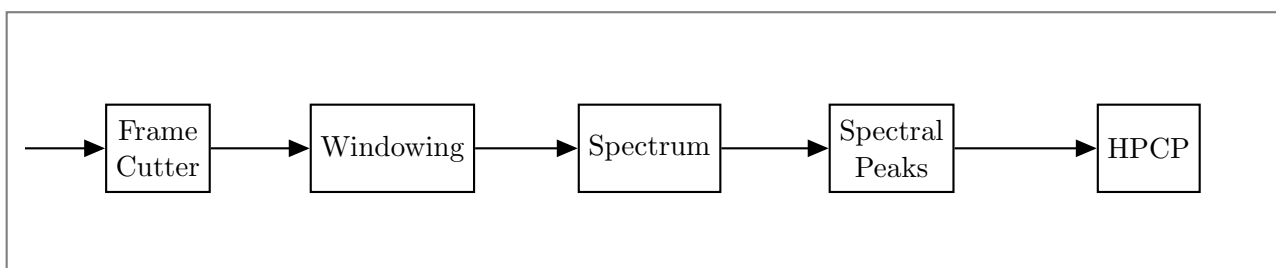 Frame
Cutter
Windowing
Spectrum
Spectral
Peaks
HPCP